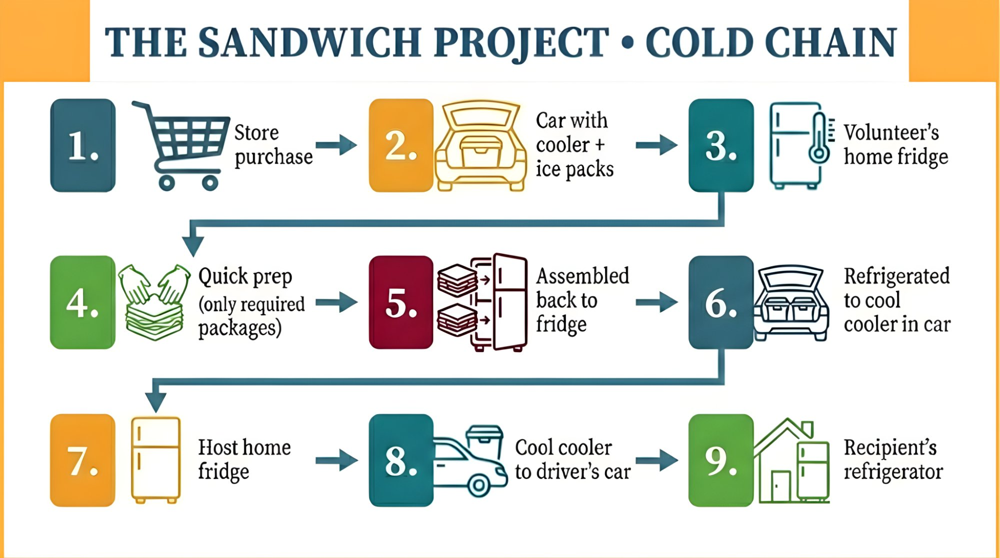 THE SANDWICH PROJECT • COLD CHAIN
1.
Store
purchase
2.
Car with
cooler +
ice packs
3.
Volunteer’s
home fridge
4.
Quick prep
(only required
packages)
5.
Assembled
back to
fridge
6.
Refrigerated
to cool
cooler in car
7.
Host home
fridge
8.
Cool cooler
to driver’s car
9.
Recipient’s
refrigerator